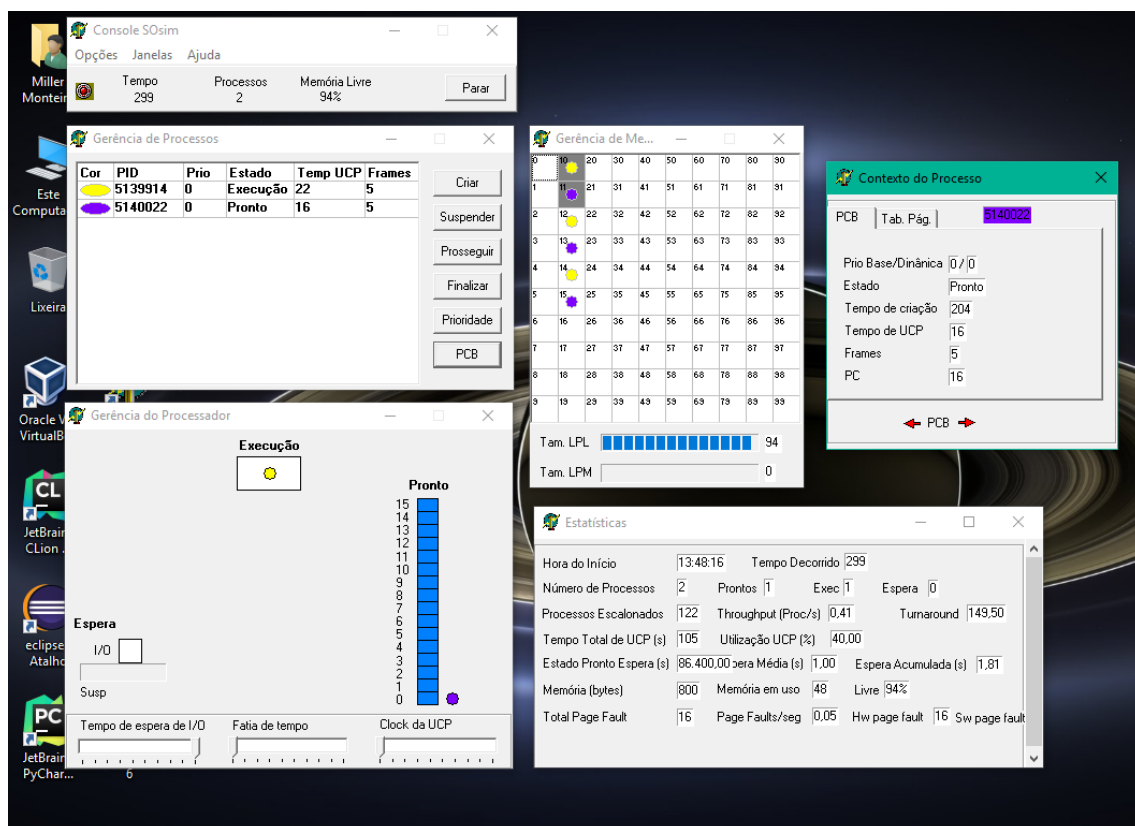 Console SOsim
Opções Janelas Ajuda
Tempo Processos Memória Livre
299 2 94%
Parar
Miller
Monteir
Este
Computa
Lixeira
Oracle V
VirtualB
JetBrair
CLion .
eclipse
Atalho
JetBrair
PyChar...
6
Gerência de Processos
Cor PID Prio Estado Temp UCP Frames
5139914 0 Execução 22 5
5140022 0 Pronto 16 5
Criar
Suspender
Prosseguir
Finalizar
Prioridade
PCB
Gerência do Processador
Execução
Pronto
15
14
13
12
11
10
9
8
7
6
5
4
3
2
1
0
Espera
I/O
Susp
Tempo de espera de I/O Fatia de tempo Clock da UCP
Gerência de Me...
0 10 20 30 40 50 60 70 80 90
1 11 21 31 41 51 61 71 81 91
2 12 22 32 42 52 62 72 82 92
3 13 23 33 43 53 63 73 83 93
4 14 24 34 44 54 64 74 84 94
5 15 25 35 45 55 65 75 85 95
6 16 26 36 46 56 66 76 86 96
7 17 27 37 47 57 67 77 87 97
8 18 28 38 48 58 68 78 88 98
9 19 29 39 49 59 69 79 89 99
Tam. LPL 94
Tam. LPM 0
Contexto do Processo
PCB Tab. Pág. 5140022
Prio Base/Dinâmica 0 / 0
Estado Pronto
Tempo de criação 204
Tempo de UCP 16
Frames 5
PC 16
PCB
Estatísticas
Hora do Início 13:48:16 Tempo Decorrido 299
Número de Processos 2 Prontos 1 Exec 1 Espera 0
Processos Escalonados 122 Throughput (Proc/s) 0,41 Turnaround 149,50
Tempo Total de UCP (s) 105 Utilização UCP (%) 40,00
Estado Pronto Espera (s) 86.400,00 pera Média (s) 1,00 Espera Acumulada (s) 1,81
Memória (bytes) 800 Memória em uso 48 Livre 94%
Total Page Fault 16 Page Faults/seg 0,05 Hw page fault 16 Sw page fault